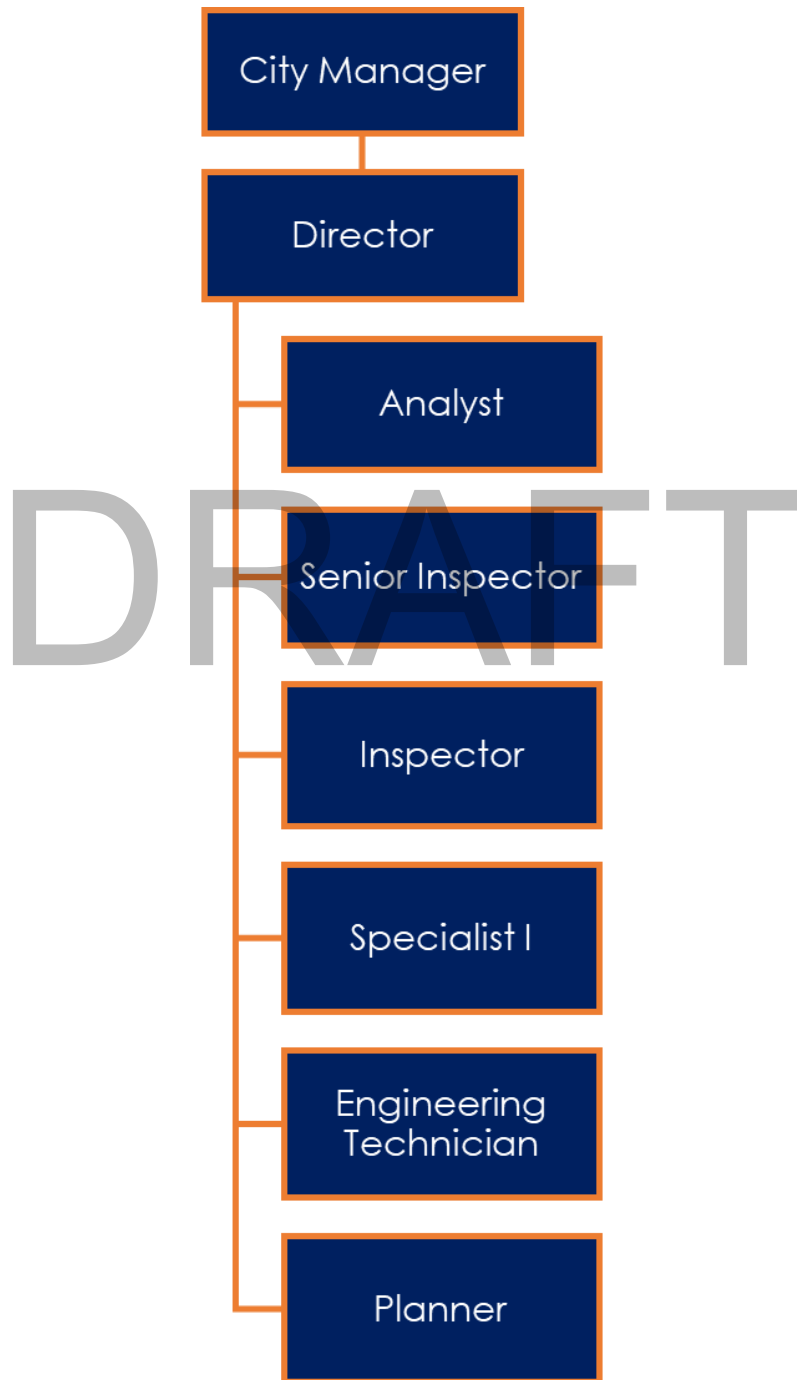 City Manager
Director
Analyst
DRAFT
Senior Inspector
Inspector
Specialist I
Engineering
Technician
Planner